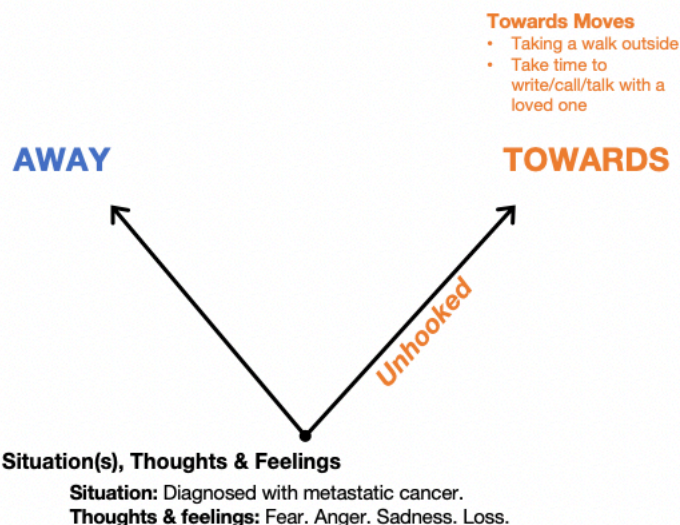 Towards Moves
• Taking a walk outside
• Take time to
write/call/talk with a
loved one
AWAY
TOWARDS
Unhooked
Situation(s), Thoughts & Feelings
Situation: Diagnosed with metastatic cancer.
Thoughts & feelings: Fear. Anger. Sadness. Loss.